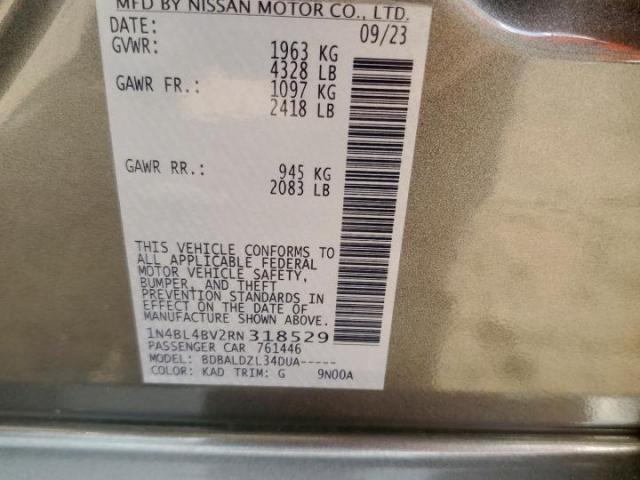 MFD BY NISSAN MOTOR CO., LTD.
DATE: 09/23
GVWR: 1963 KG
4328 LB
GAWR FR.: 1097 KG
2418 LB
GAWR RR.: 945 KG
2083 LB
THIS VEHICLE CONFORMS TO
ALL APPLICABLE FEDERAL
MOTOR VEHICLE SAFETY,
BUMPER, AND THEFT
PREVENTION STANDARDS IN
EFFECT ON THE DATE OF
MANUFACTURE SHOWN ABOVE.
1N4BL4BV2RN318529
PASSENGER CAR 761446
MODEL: BDBALDZL34DUA-----
COLOR: KAD TRIM: G 9N00A